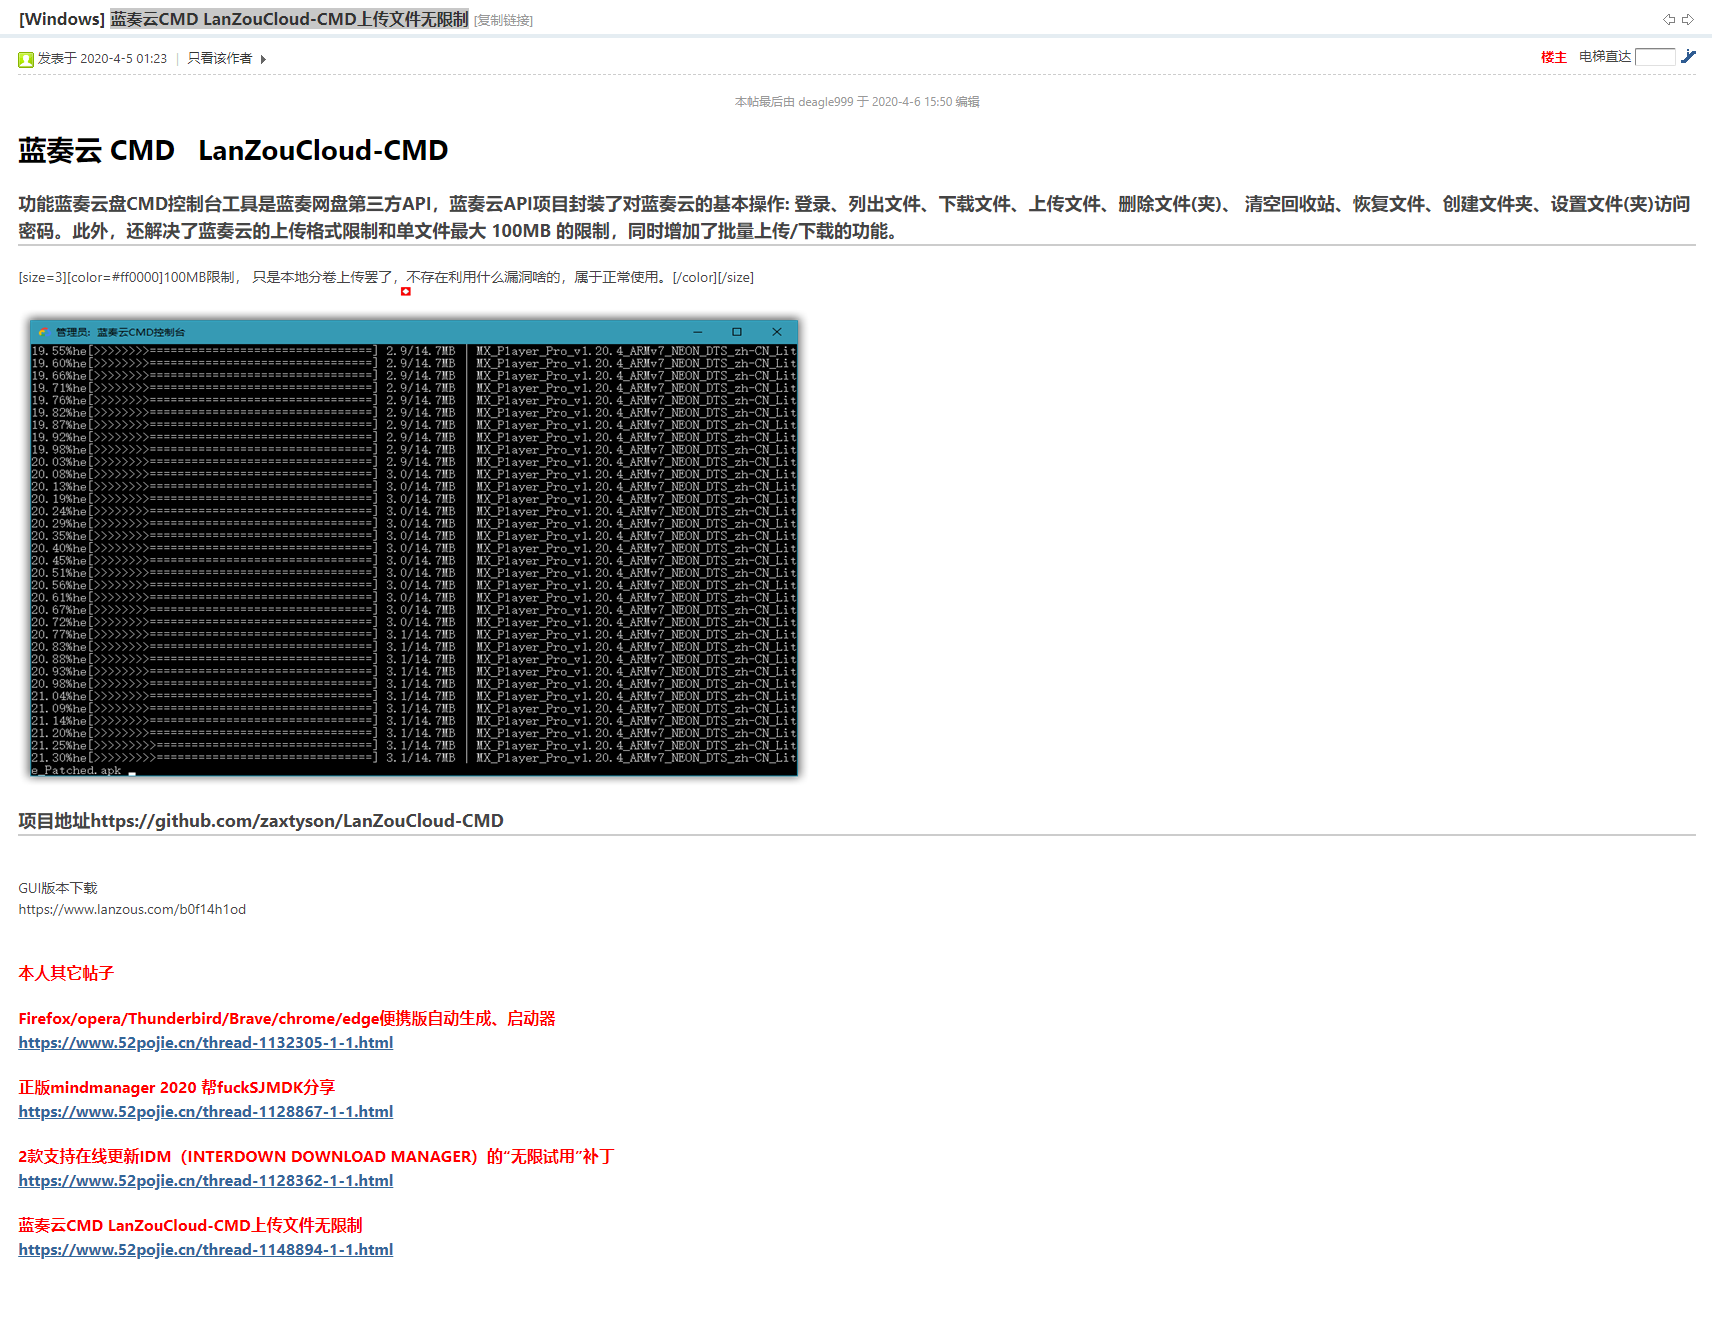 [Windows] 蓝奏云CMD LanZouCloud-CMD上传文件无限制 [复制链接]
发表于 2020-4-5 01:23 | 只看该作者
楼主 电梯直达
本帖最后由 deagle999 于 2020-4-6 15:50 编辑
蓝奏云 CMD LanZouCloud-CMD
功能蓝奏云盘CMD控制台工具是蓝奏网盘第三方API，蓝奏云API项目封装了对蓝奏云的基本操作: 登录、列出文件、下载文件、上传文件、删除文件(夹)、 清空回收站、恢复文件、创建文件夹、设置文件(夹)访问
密码。此外，还解决了蓝奏云的上传格式限制和单文件最大 100MB 的限制，同时增加了批量上传/下载的功能。
[size=3][color=#ff0000]100MB限制， 只是本地分卷上传罢了，不存在利用什么漏洞啥的，属于正常使用。[/color][/size]
管理员: 蓝奏云CMD控制台
19.55%he[>>>>>>>>================================] 2.9/14.7MB | MX_Player_Pro_v1.20.4_ARMv7_NEON_DTS_zh-CN_Lit
19.60%he[>>>>>>>>================================] 2.9/14.7MB | MX_Player_Pro_v1.20.4_ARMv7_NEON_DTS_zh-CN_Lit
19.66%he[>>>>>>>>================================] 2.9/14.7MB | MX_Player_Pro_v1.20.4_ARMv7_NEON_DTS_zh-CN_Lit
19.71%he[>>>>>>>>================================] 2.9/14.7MB | MX_Player_Pro_v1.20.4_ARMv7_NEON_DTS_zh-CN_Lit
19.76%he[>>>>>>>>================================] 2.9/14.7MB | MX_Player_Pro_v1.20.4_ARMv7_NEON_DTS_zh-CN_Lit
19.82%he[>>>>>>>>================================] 2.9/14.7MB | MX_Player_Pro_v1.20.4_ARMv7_NEON_DTS_zh-CN_Lit
19.87%he[>>>>>>>>================================] 2.9/14.7MB | MX_Player_Pro_v1.20.4_ARMv7_NEON_DTS_zh-CN_Lit
19.92%he[>>>>>>>>================================] 2.9/14.7MB | MX_Player_Pro_v1.20.4_ARMv7_NEON_DTS_zh-CN_Lit
19.98%he[>>>>>>>>================================] 2.9/14.7MB | MX_Player_Pro_v1.20.4_ARMv7_NEON_DTS_zh-CN_Lit
20.03%he[>>>>>>>>================================] 2.9/14.7MB | MX_Player_Pro_v1.20.4_ARMv7_NEON_DTS_zh-CN_Lit
20.08%he[>>>>>>>>================================] 3.0/14.7MB | MX_Player_Pro_v1.20.4_ARMv7_NEON_DTS_zh-CN_Lit
20.13%he[>>>>>>>>================================] 3.0/14.7MB | MX_Player_Pro_v1.20.4_ARMv7_NEON_DTS_zh-CN_Lit
20.19%he[>>>>>>>>================================] 3.0/14.7MB | MX_Player_Pro_v1.20.4_ARMv7_NEON_DTS_zh-CN_Lit
20.24%he[>>>>>>>>================================] 3.0/14.7MB | MX_Player_Pro_v1.20.4_ARMv7_NEON_DTS_zh-CN_Lit
20.29%he[>>>>>>>>================================] 3.0/14.7MB | MX_Player_Pro_v1.20.4_ARMv7_NEON_DTS_zh-CN_Lit
20.35%he[>>>>>>>>================================] 3.0/14.7MB | MX_Player_Pro_v1.20.4_ARMv7_NEON_DTS_zh-CN_Lit
20.40%he[>>>>>>>>================================] 3.0/14.7MB | MX_Player_Pro_v1.20.4_ARMv7_NEON_DTS_zh-CN_Lit
20.45%he[>>>>>>>>================================] 3.0/14.7MB | MX_Player_Pro_v1.20.4_ARMv7_NEON_DTS_zh-CN_Lit
20.51%he[>>>>>>>>================================] 3.0/14.7MB | MX_Player_Pro_v1.20.4_ARMv7_NEON_DTS_zh-CN_Lit
20.56%he[>>>>>>>>================================] 3.0/14.7MB | MX_Player_Pro_v1.20.4_ARMv7_NEON_DTS_zh-CN_Lit
20.61%he[>>>>>>>>================================] 3.0/14.7MB | MX_Player_Pro_v1.20.4_ARMv7_NEON_DTS_zh-CN_Lit
20.67%he[>>>>>>>>================================] 3.0/14.7MB | MX_Player_Pro_v1.20.4_ARMv7_NEON_DTS_zh-CN_Lit
20.72%he[>>>>>>>>================================] 3.0/14.7MB | MX_Player_Pro_v1.20.4_ARMv7_NEON_DTS_zh-CN_Lit
20.77%he[>>>>>>>>================================] 3.1/14.7MB | MX_Player_Pro_v1.20.4_ARMv7_NEON_DTS_zh-CN_Lit
20.83%he[>>>>>>>>================================] 3.1/14.7MB | MX_Player_Pro_v1.20.4_ARMv7_NEON_DTS_zh-CN_Lit
20.88%he[>>>>>>>>================================] 3.1/14.7MB | MX_Player_Pro_v1.20.4_ARMv7_NEON_DTS_zh-CN_Lit
20.93%he[>>>>>>>>================================] 3.1/14.7MB | MX_Player_Pro_v1.20.4_ARMv7_NEON_DTS_zh-CN_Lit
20.98%he[>>>>>>>>================================] 3.1/14.7MB | MX_Player_Pro_v1.20.4_ARMv7_NEON_DTS_zh-CN_Lit
21.04%he[>>>>>>>>================================] 3.1/14.7MB | MX_Player_Pro_v1.20.4_ARMv7_NEON_DTS_zh-CN_Lit
21.09%he[>>>>>>>>================================] 3.1/14.7MB | MX_Player_Pro_v1.20.4_ARMv7_NEON_DTS_zh-CN_Lit
21.14%he[>>>>>>>>================================] 3.1/14.7MB | MX_Player_Pro_v1.20.4_ARMv7_NEON_DTS_zh-CN_Lit
21.20%he[>>>>>>>>================================] 3.1/14.7MB | MX_Player_Pro_v1.20.4_ARMv7_NEON_DTS_zh-CN_Lit
21.25%he[>>>>>>>>>===============================] 3.1/14.7MB | MX_Player_Pro_v1.20.4_ARMv7_NEON_DTS_zh-CN_Lit
21.30%he[>>>>>>>>>===============================] 3.1/14.7MB | MX_Player_Pro_v1.20.4_ARMv7_NEON_DTS_zh-CN_Lit
e_Patched.apk
项目地址https://github.com/zaxtyson/LanZouCloud-CMD
GUI版本下载
https://www.lanzous.com/b0f14h1od
本人其它帖子
Firefox/opera/Thunderbird/Brave/chrome/edge便携版自动生成、启动器
https://www.52pojie.cn/thread-1132305-1-1.html
正版mindmanager 2020 帮fuckSJMDK分享
https://www.52pojie.cn/thread-1128867-1-1.html
2款支持在线更新IDM（INTERDOWN DOWNLOAD MANAGER）的“无限试用”补丁
https://www.52pojie.cn/thread-1128362-1-1.html
蓝奏云CMD LanZouCloud-CMD上传文件无限制
https://www.52pojie.cn/thread-1148894-1-1.html